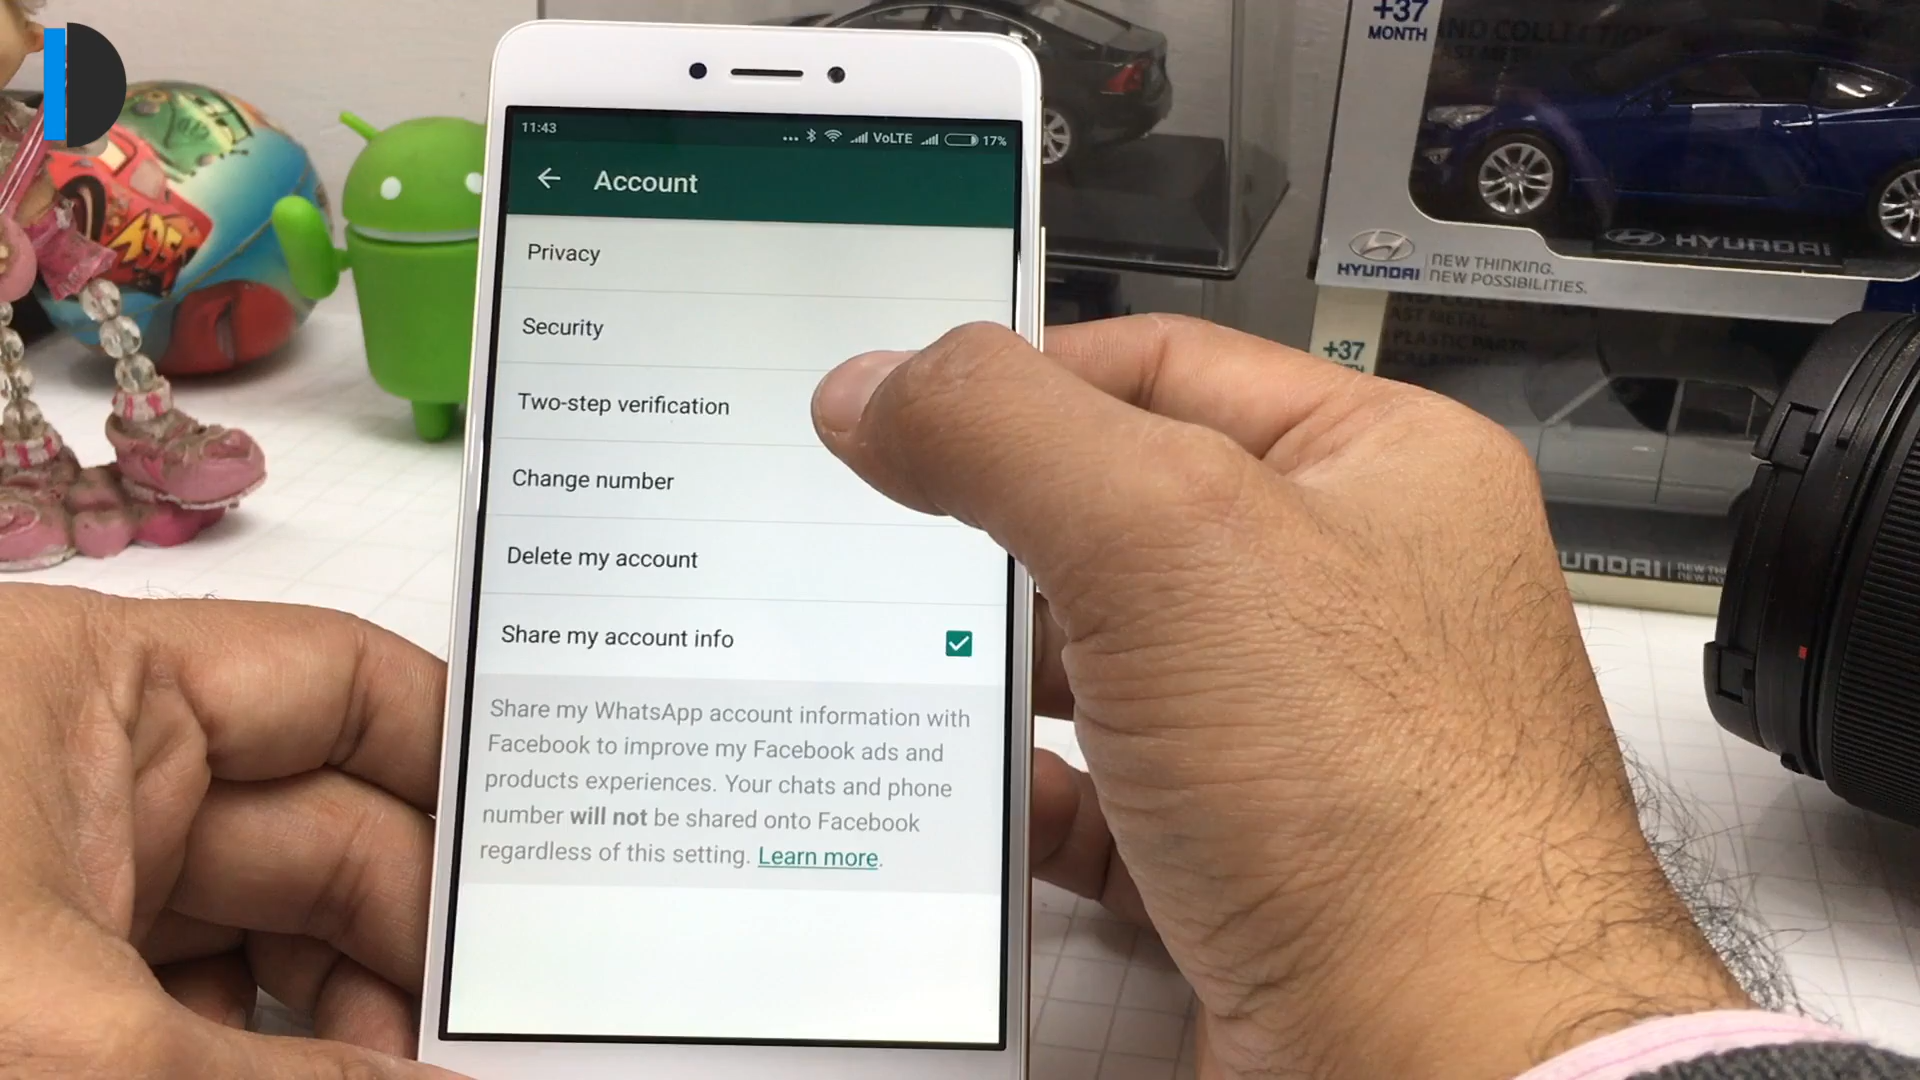 11:43
VoLTE
17%
Account
Privacy
Security
Two-step verification
Change number
Delete my account
Share my account info
Share my WhatsApp account information with
Facebook to improve my Facebook ads and
products experiences. Your chats and phone
number will not be shared onto Facebook
regardless of this setting. Learn more.
+37
MONTH
HYUNDAI
HYUNDAI
NEW THINKING.
NEW POSSIBILITIES.
+37
PLASTIC PARTS